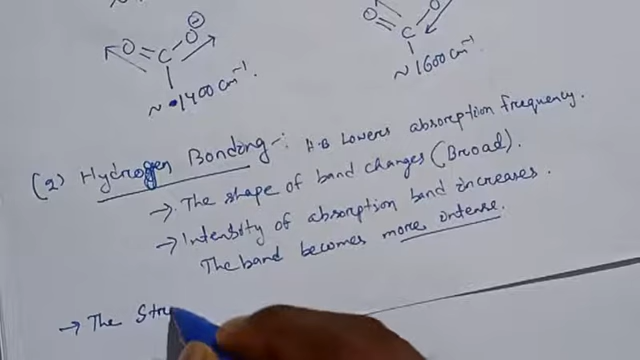 O = C O ⊖
O C O
~ 1400 cm⁻¹.
~ 1600 cm⁻¹
(2) Hydrogen Bonding -: H-B Lowers absorption frequency.
→ The shape of band changes (Broad).
→ Intensity of absorption band increases.
The band becomes more intense.
→ The Stre